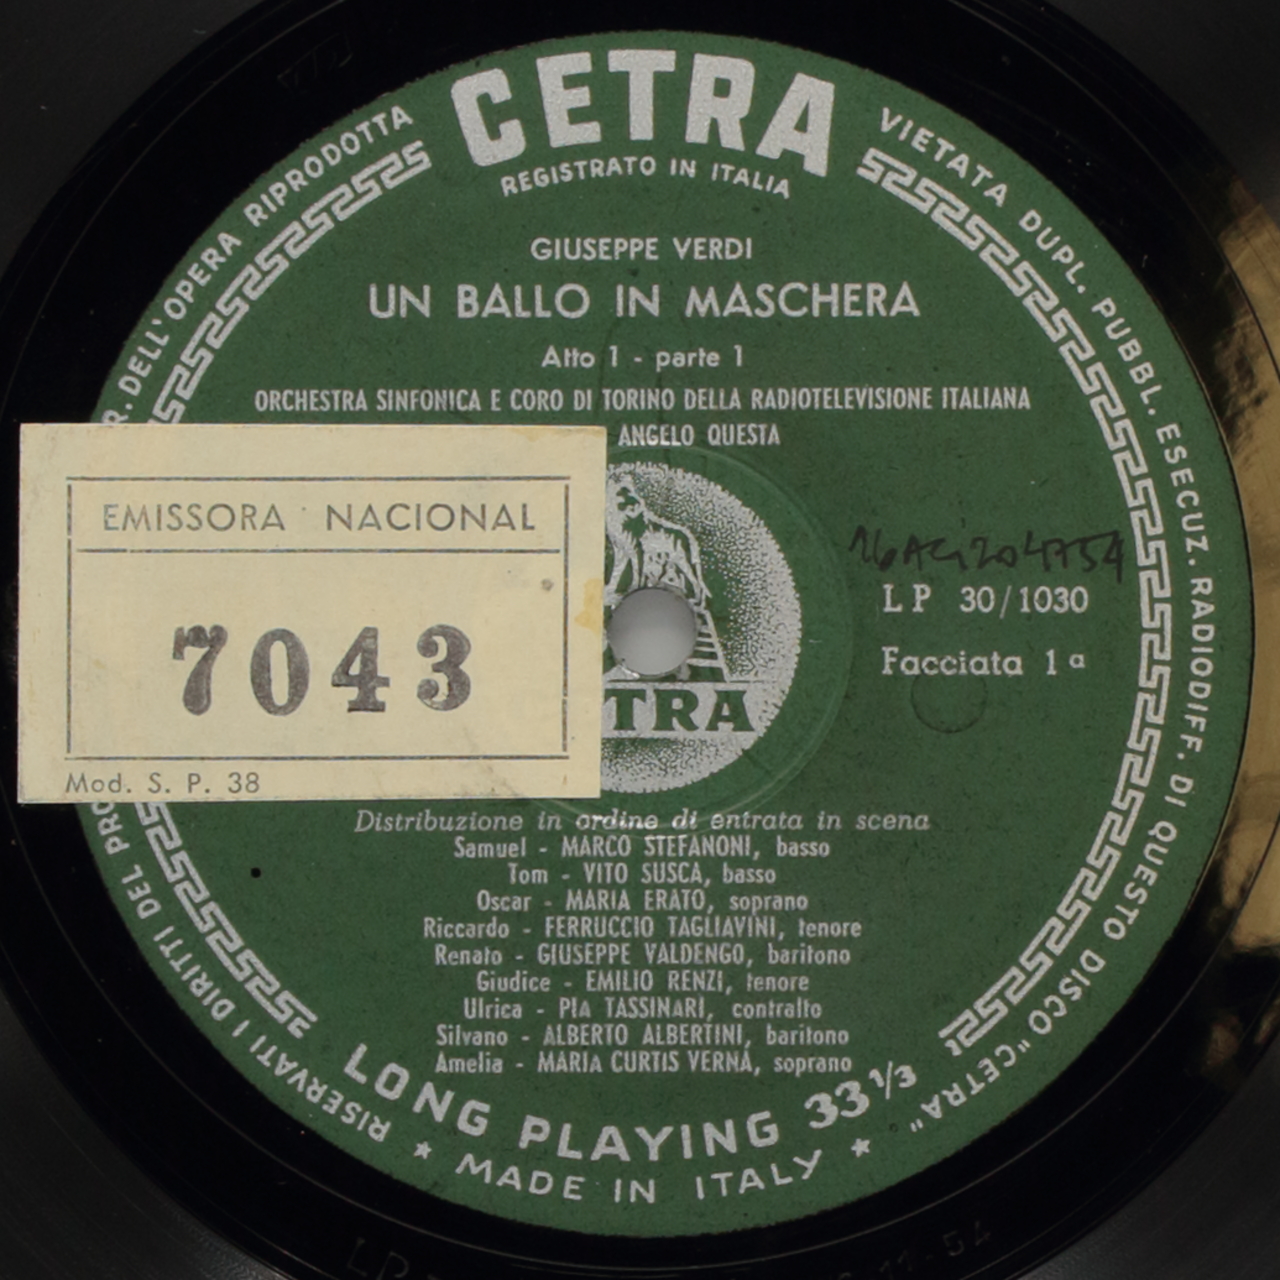 CETRA
REGISTRATO IN ITALIA
GIUSEPPE VERDI
UN BALLO IN MASCHERA
Atto 1 - parte 1
ORCHESTRA SINFONICA E CORO DI TORINO DELLA RADIOTELEVISIONE ITALIANA
ANGELO QUESTA
EMISSORA NACIONAL
7043
Mod. S. P. 38
LP 30/1030
Facciata 1ª
Distribuzione in ordine di entrata in scena
Samuel - MARCO STEFANONI, basso
Tom - VITO SUSCA, basso
Oscar - MARIA ERATO, soprano
Riccardo - FERRUCCIO TAGLIAVINI, tenore
Renato - GIUSEPPE VALDENGO, baritono
Giudice - EMILIO RENZI, tenore
Ulrica - PIA TASSINARI, contralto
Silvano - ALBERTO ALBERTINI, baritono
Amelia - MARIA CURTIS VERNÁ, soprano
LONG PLAYING 33 1/3
★ MADE IN ITALY ★
RISERVATI I DIRITTI DEL DELL'OPERA RIPRODOTTA
VIETATA DUPL. PUBBL. ESECUZ. RADIODIFF. DI QUESTO DISCO "CETRA"